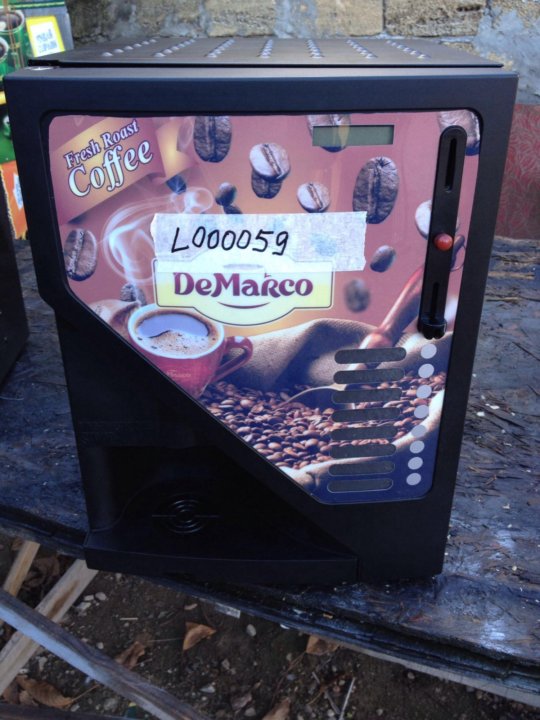 Fresh Roast
Coffee
L000059
DeMarco